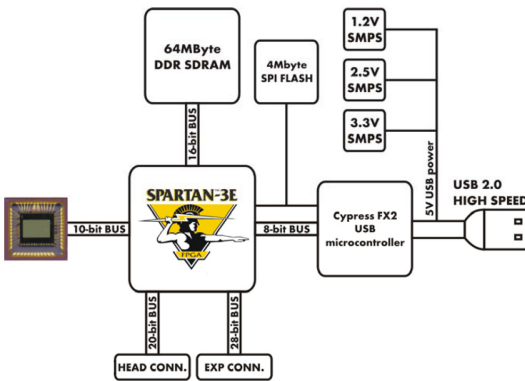 64MByte
DDR SDRAM
4Mbyte
SPI FLASH
1.2V
SMPS
2.5V
SMPS
3.3V
SMPS
16-bit BUS
5V USB power
USB 2.0
HIGH SPEED
SPARTAN-3E
FPGA
10-bit BUS
8-bit BUS
Cypress FX2
USB
microcontroller
20-bit BUS
28-bit BUS
HEAD CONN.
EXP CONN.